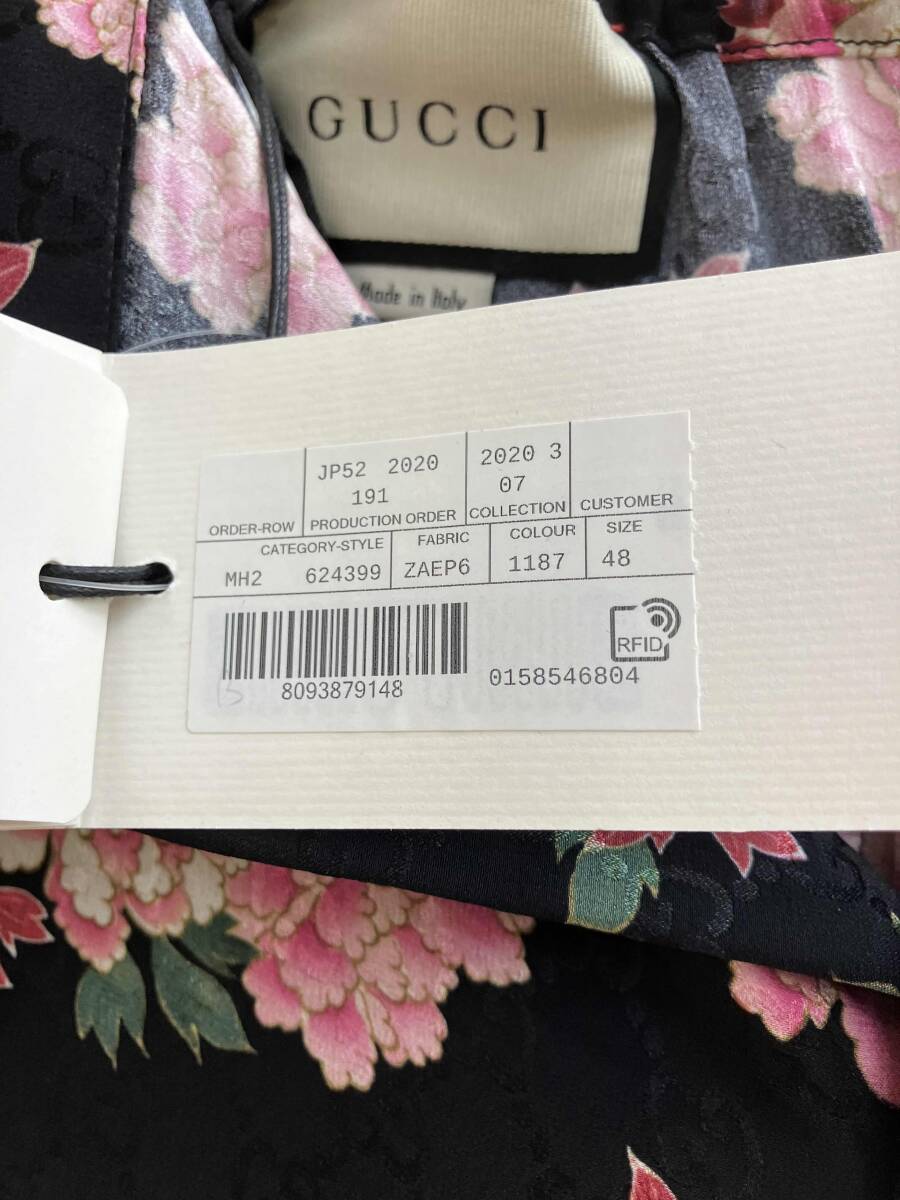 GUCCI
Made in Italy
JP52 2020
191
2020 3
07
ORDER-ROW
PRODUCTION ORDER
COLLECTION
CUSTOMER
CATEGORY-STYLE
FABRIC
COLOUR
SIZE
MH2 624399
ZAEP6
1187
48
RFID
8093879148
0158546804